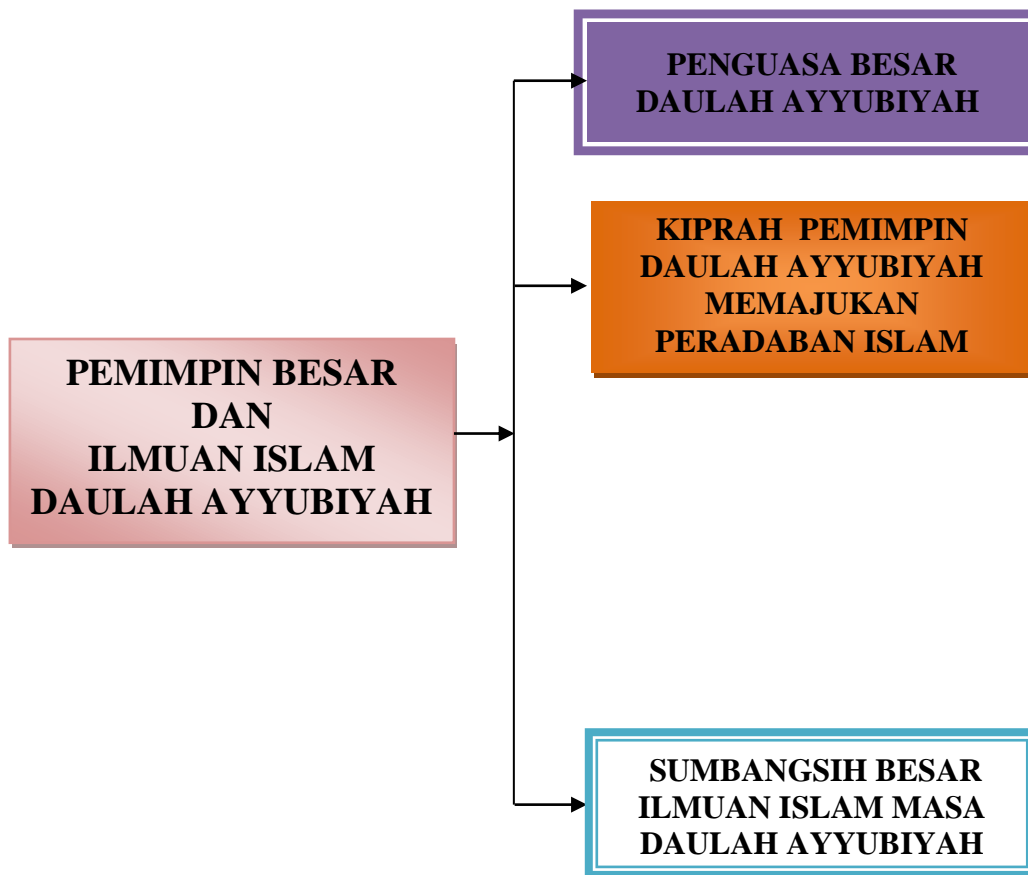 PEMIMPIN BESAR
DAN
ILMUAN ISLAM
DAULAH AYYUBIYAH
PENGUASA BESAR
DAULAH AYYUBIYAH
KIPRAH PEMIMPIN
DAULAH AYYUBIYAH
MEMAJUKAN
PERADABAN ISLAM
SUMBANGSIH BESAR
ILMUAN ISLAM MASA
DAULAH AYYUBIYAH